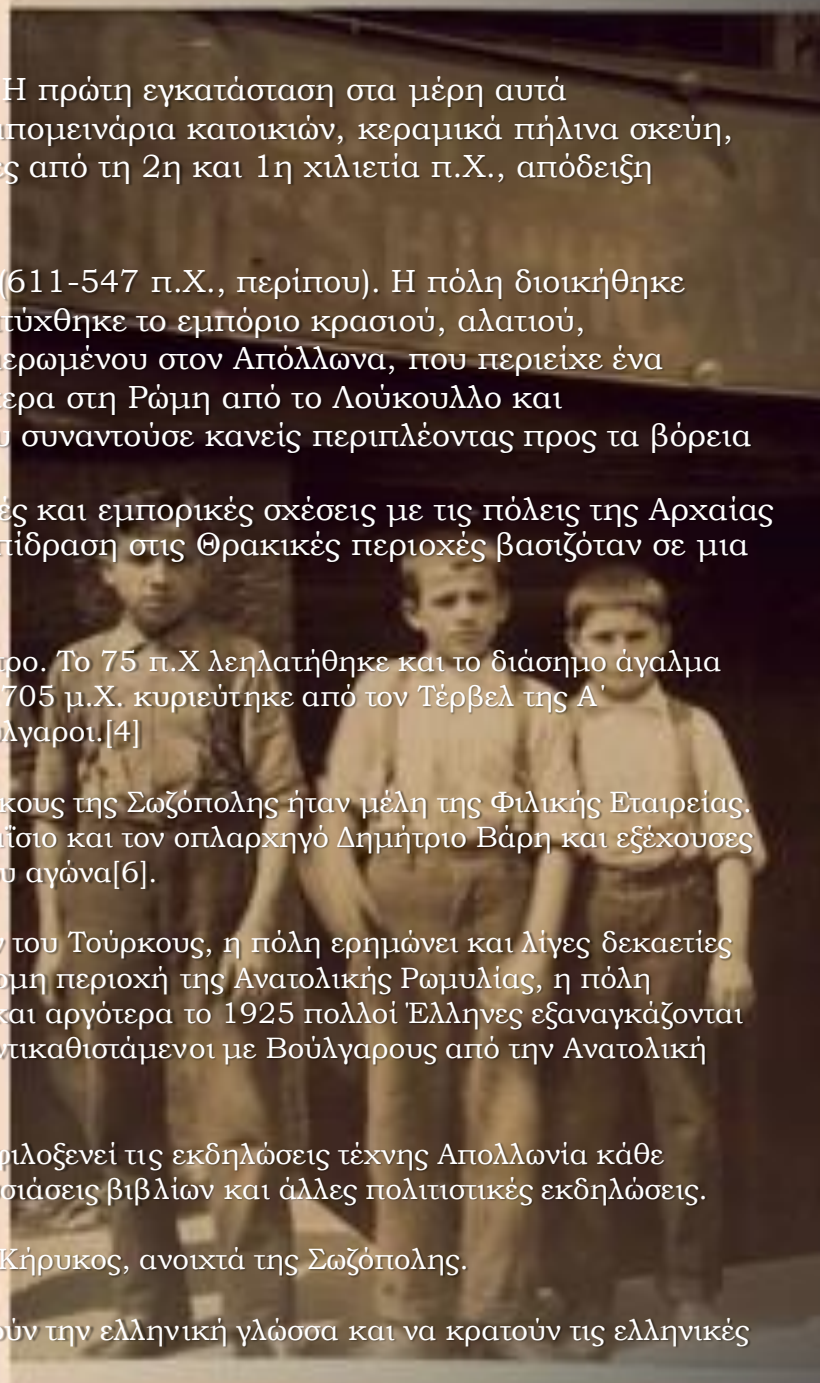 Η πρώτη εγκατάσταση στα μέρη αυτά
απομεινάρια κατοικιών, κεραμικά πήλινα σκεύη,
ς από τη 2η και 1η χιλιετία π.Χ., απόδειξη
(611-547 π.Χ., περίπου). Η πόλη διοικήθηκε
τύχθηκε το εμπόριο κρασιού, αλατιού,
ερωμένου στον Απόλλωνα, που περιείχε ένα
ερα στη Ρώμη από το Λούκουλλο και
υ συναντούσε κανείς περιπλέοντας προς τα βόρεια
ές και εμπορικές σχέσεις με τις πόλεις της Αρχαίας
πίδραση στις Θρακικές περιοχές βασιζόταν σε μια
ρο. Το 75 π.Χ λεηλατήθηκε και το διάσημο άγαλμα
705 μ.Χ. κυριεύτηκε από τον Τέρβελ της Α΄
λγαροι.[4]
κους της Σωζόπολης ήταν μέλη της Φιλικής Εταιρείας.
αΐσιο και τον οπλαρχηγό Δημήτριο Βάρη και εξέχουσες
υ αγώνα[6].
ν του Τούρκους, η πόλη ερημώνει και λίγες δεκαετίες
ομη περιοχή της Ανατολικής Ρωμυλίας, η πόλη
και αργότερα το 1925 πολλοί Έλληνες εξαναγκάζονται
ντικαθιστάμενοι με Βούλγαρους από την Ανατολική
φιλοξενεί τις εκδηλώσεις τέχνης Απολλωνία κάθε
σιάσεις βιβλίων και άλλες πολιτιστικές εκδηλώσεις.
Κήρυκος, ανοιχτά της Σωζόπολης.
ούν την ελληνική γλώσσα και να κρατούν τις ελληνικές